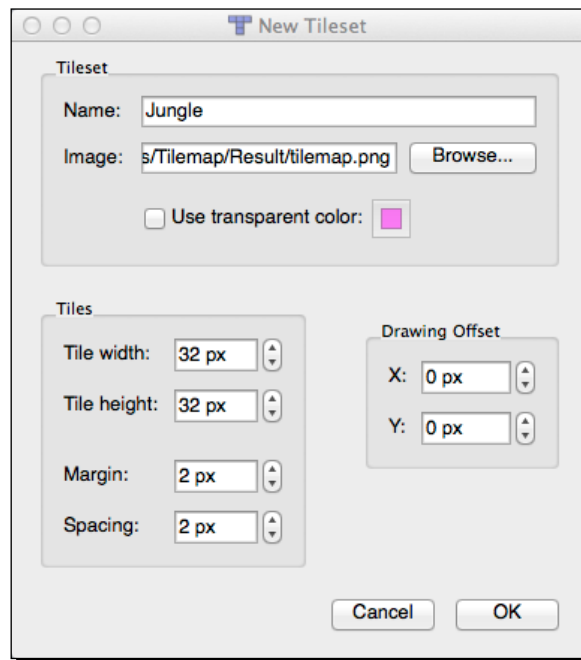 New Tileset
Tileset
Name: Jungle
Image: s/Tilemap/Result/tilemap.png Browse...
Use transparent color:
Tiles
Tile width: 32 px
Tile height: 32 px
Margin: 2 px
Spacing: 2 px
Drawing Offset
X: 0 px
Y: 0 px
Cancel OK